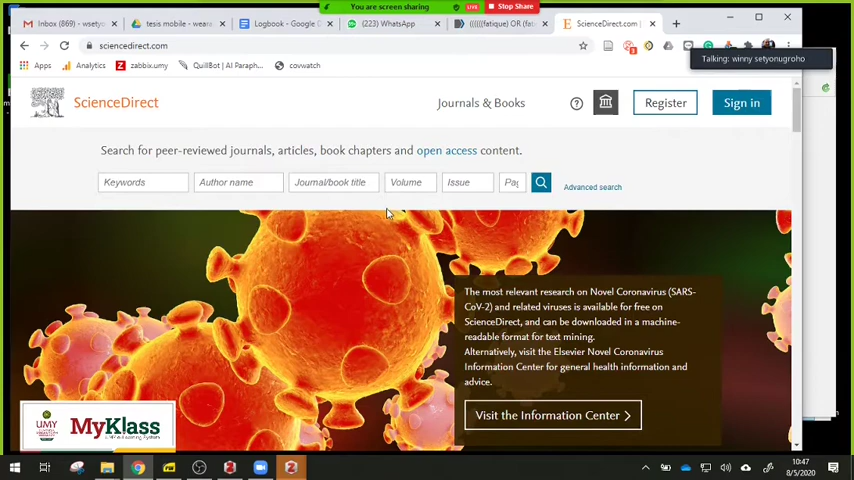 You are screen sharing
LIVE
Stop Share
Inbox (869) - wsetyo
tesis mobile - wear
Logbook - Google D
(223) WhatsApp
((((((fatique) OR (fa
ScienceDirect.com |
sciencedirect.com
Talking: winny setyonugroho
Apps
Analytics
zabbix.umy
QuillBot | AI Paraph...
covwatch
ScienceDirect
Journals & Books
Register
Sign in
Search for peer-reviewed journals, articles, book chapters and open access content.
Keywords
Author name
Journal/book title
Volume
Issue
Pag
Advanced search
The most relevant research on Novel Coronavirus (SARS-
CoV-2) and related viruses is available for free on
ScienceDirect, and can be downloaded in a machine-
readable format for text mining.
Alternatively, visit the Elsevier Novel Coronavirus
Information Center for general health information and
advice.
Visit the Information Center
UMY
MyKlass
10:47
8/5/2020